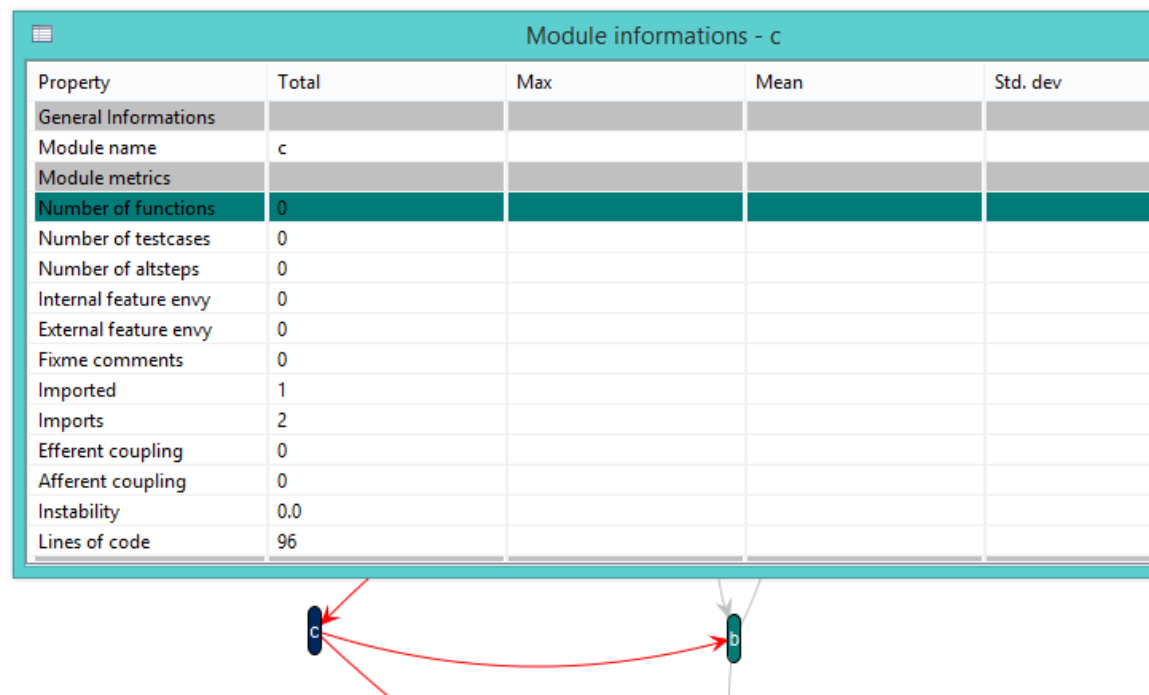 Module informations - c
Property Total Max Mean Std. dev
General Informations
Module name c
Module metrics
Number of functions 0
Number of testcases 0
Number of altsteps 0
Internal feature envy 0
External feature envy 0
Fixme comments 0
Imported 1
Imports 2
Efferent coupling 0
Afferent coupling 0
Instability 0.0
Lines of code 96
c b